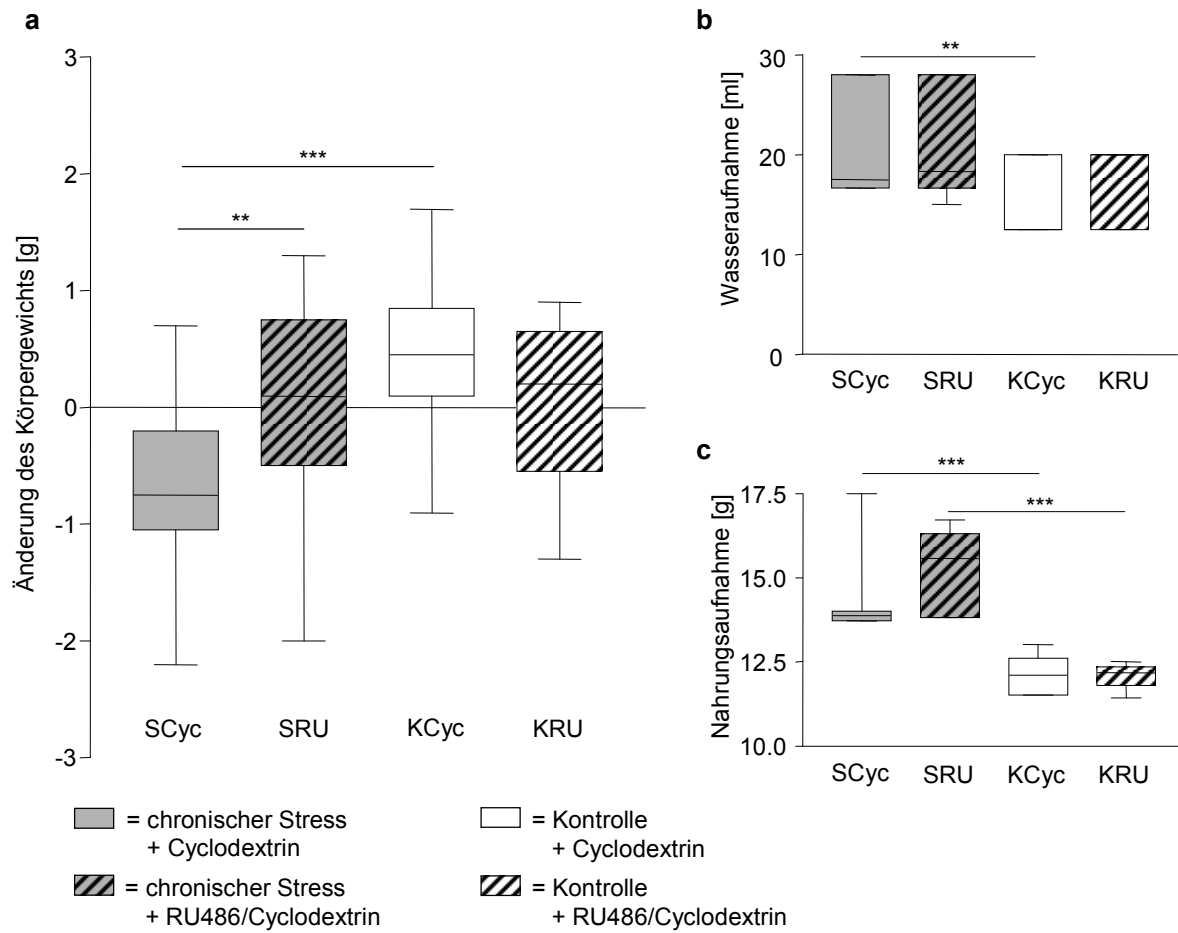 a
Änderung des Körpergewichts [g]
3
2
1
0
-1
-2
-3
***
**
SCyc SRU KCyc KRU
b
Wasseraufnahme [ml]
30
20
10
0
**
SCyc SRU KCyc KRU
c
Nahrungsaufnahme [g]
17.5
15.0
12.5
10.0
***
***
SCyc SRU KCyc KRU
= chronischer Stress
+ Cyclodextrin
= Kontrolle
+ Cyclodextrin
= chronischer Stress
+ RU486/Cyclodextrin
= Kontrolle
+ RU486/Cyclodextrin